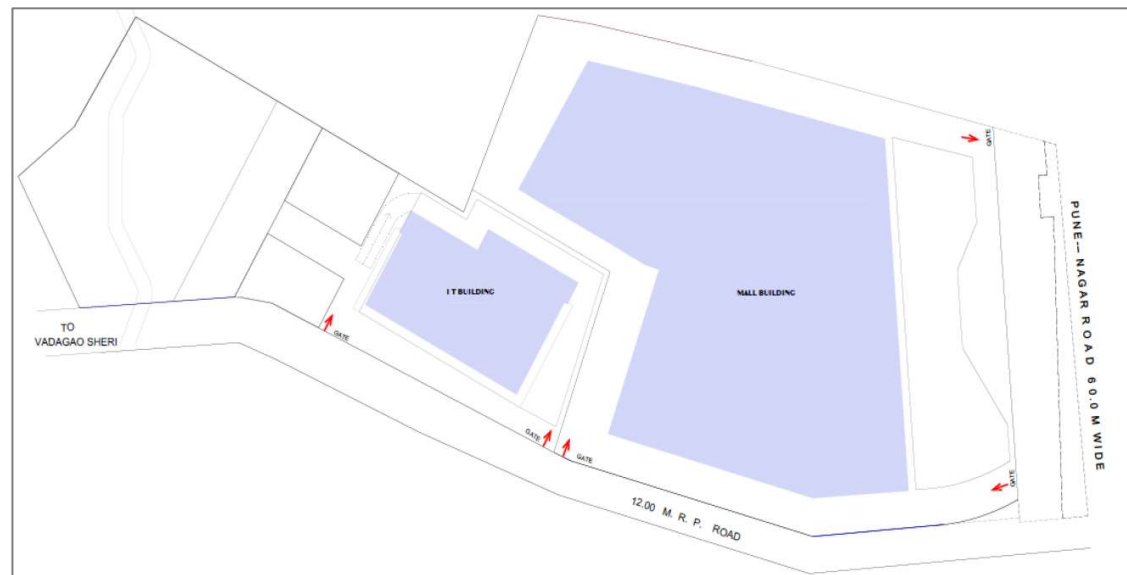 GATE
PUNE—NAGAR ROAD 60.0 M WIDE
I T BUILDING
MALL BUILDING
TO
VADAGAO SHERI
GATE
GATE
GATE
GATE
12.00 M. R. P. ROAD